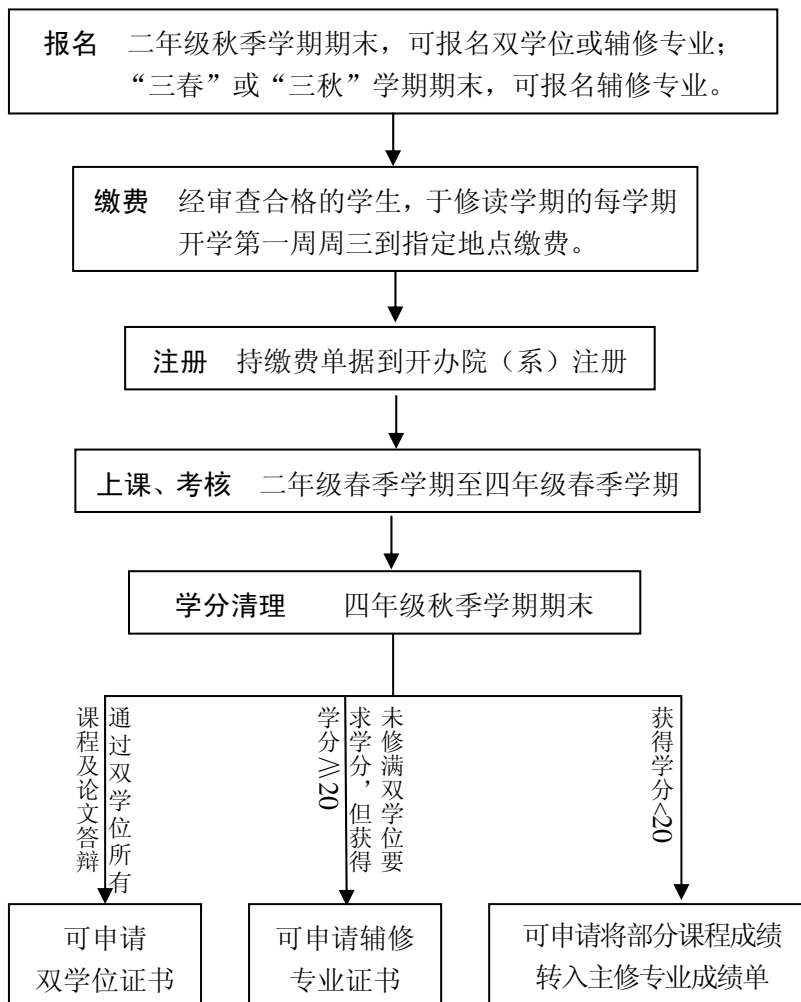 报名 二年级秋季学期期末，可报名双学位或辅修专业；
“三春”或“三秋”学期期末，可报名辅修专业。
缴费 经审查合格的学生，于修读学期的每学期
开学第一周周三到指定地点缴费。
注册 持缴费单据到开办院（系）注册
上课、考核 二年级春季学期至四年级春季学期
学分清理 四年级秋季学期期末
通过双学位所有
课程及论文答辩
未修满双学位要
求学分，但获得
学分≥20
获得学分<20
可申请
双学位证书
可申请辅修
专业证书
可申请将部分课程成绩
转入主修专业成绩单